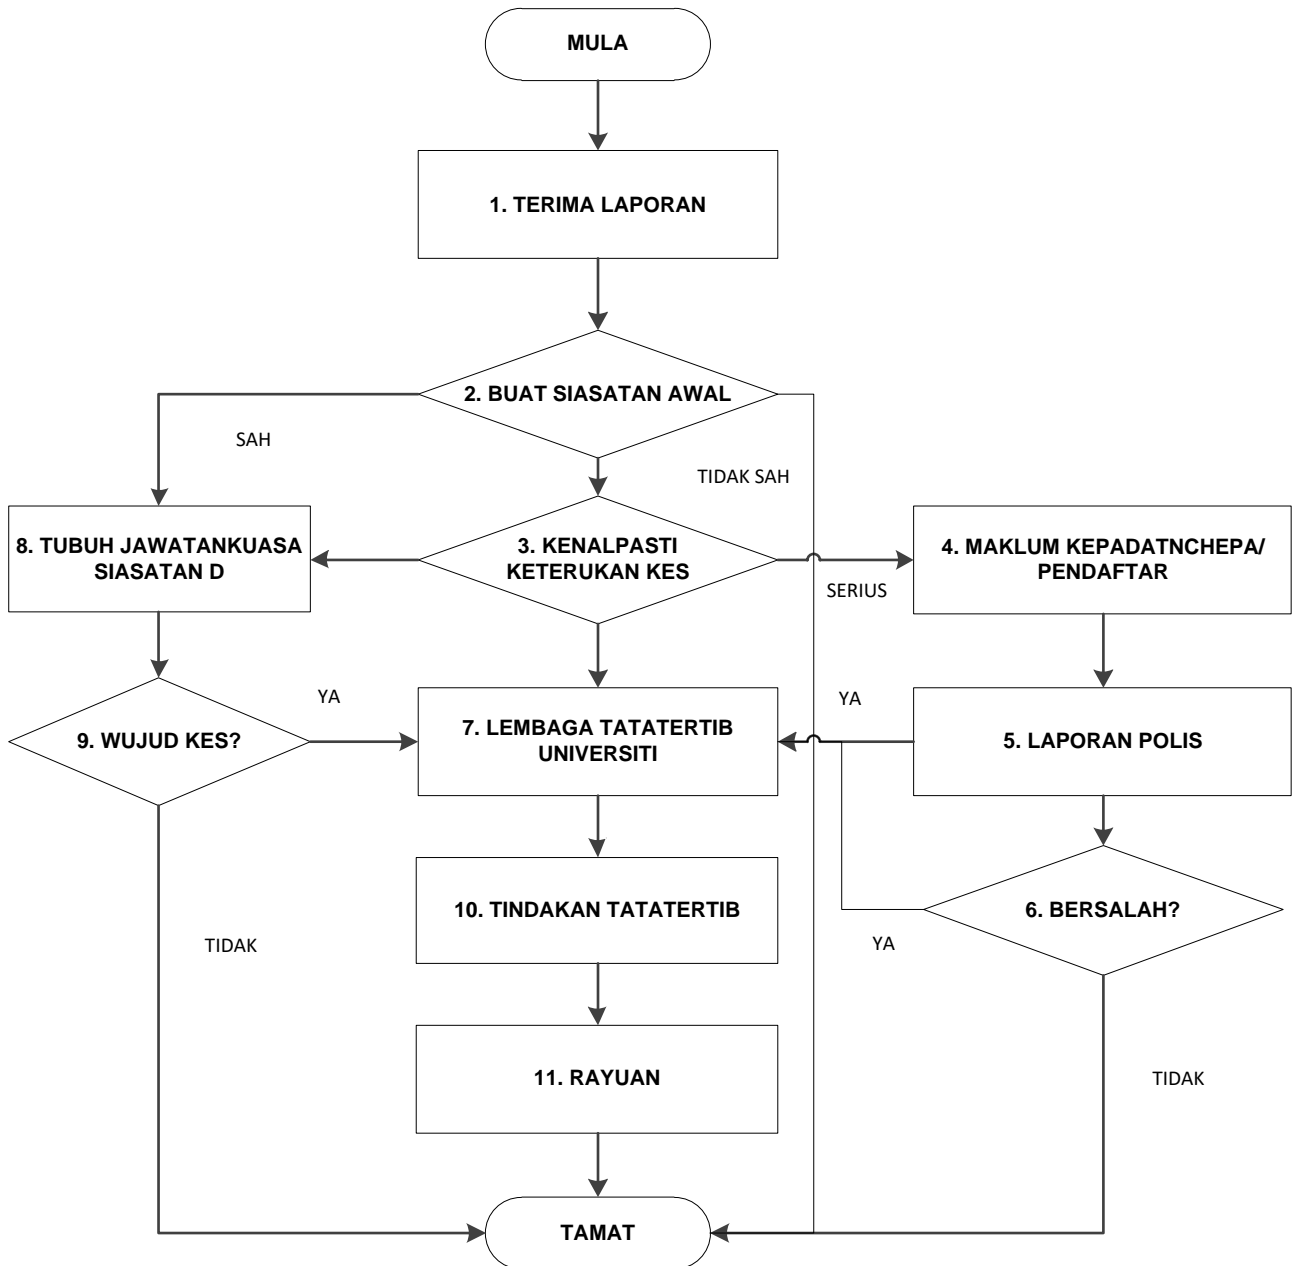 MULA
1. TERIMA LAPORAN
2. BUAT SIASATAN AWAL
SAH
TIDAK SAH
8. TUBUH JAWATANKUASA
SIASATAN D
3. KENALPASTI
KETERUKAN KES
SERIUS
4. MAKLUM KEPADATNCHEPA/
PENDAFTAR
9. WUJUD KES?
YA
7. LEMBAGA TATATERTIB
UNIVERSITI
YA
5. LAPORAN POLIS
10. TINDAKAN TATATERTIB
6. BERSALAH?
YA
TIDAK
11. RAYUAN
TIDAK
TAMAT